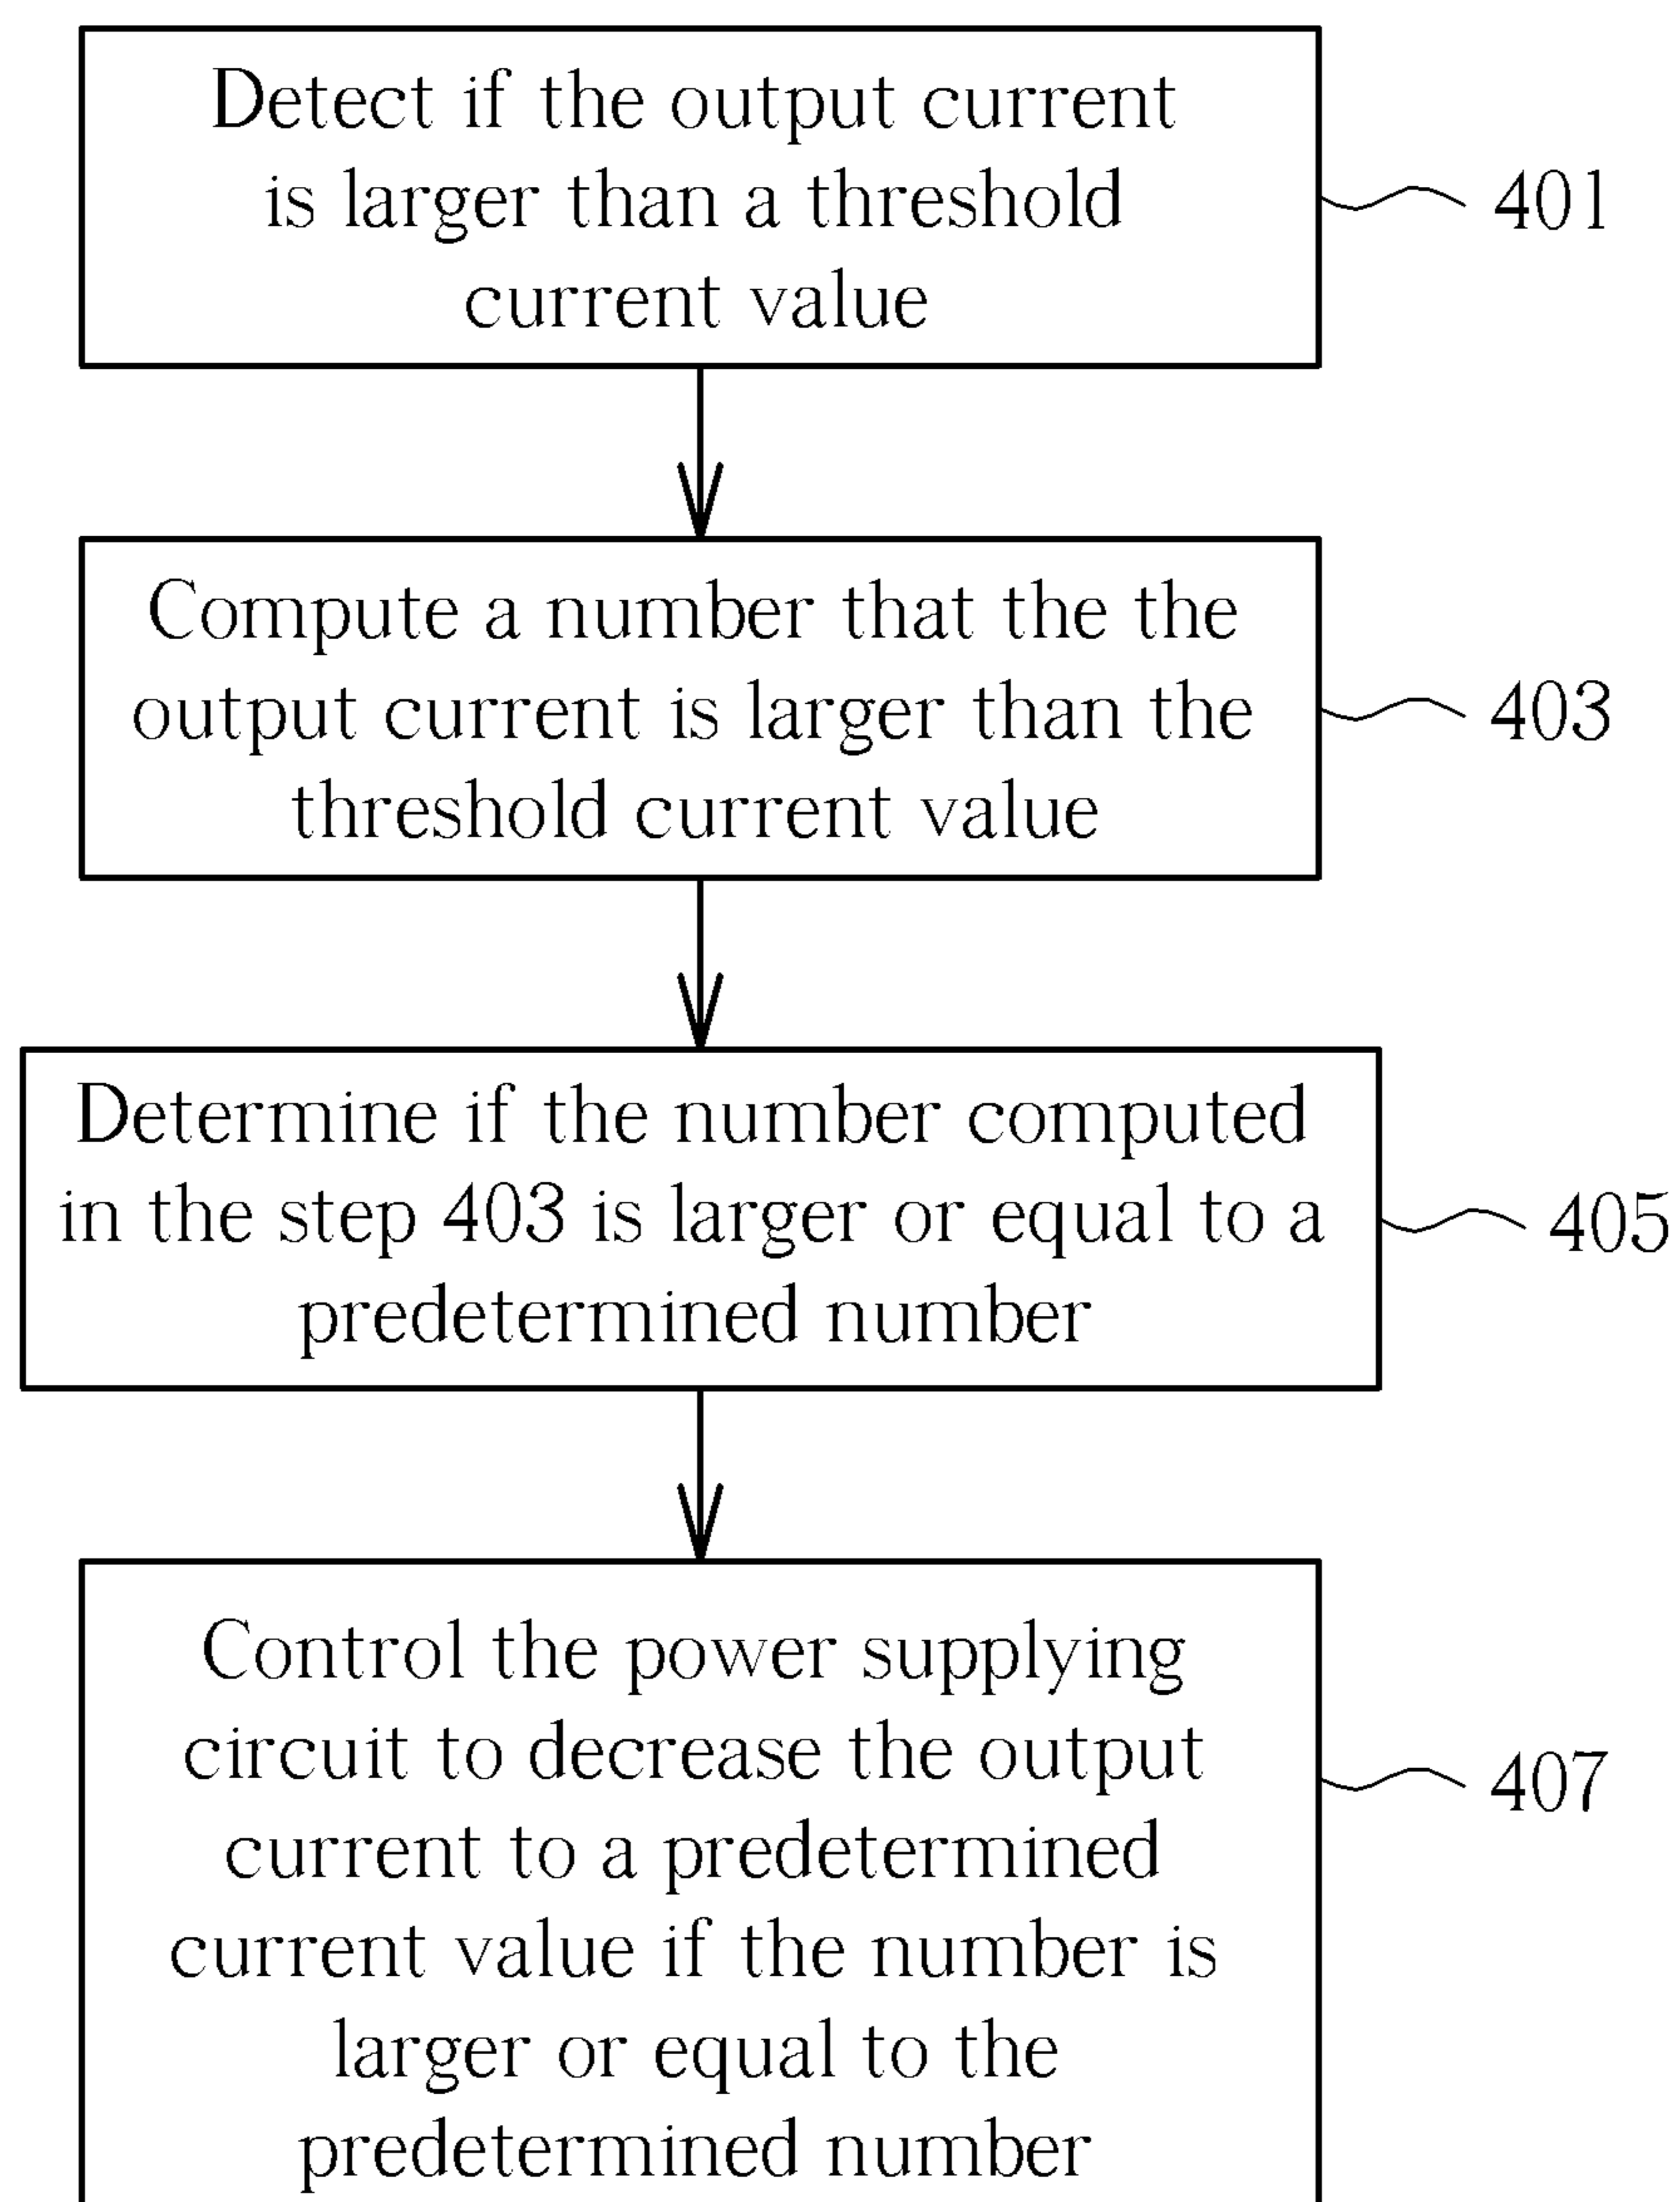 Detect if the output current
is larger than a threshold
current value
401
Compute a number that the the
output current is larger than the
threshold current value
403
Determine if the number computed
in the step 403 is larger or equal to a
predetermined number
405
Control the power supplying
circuit to decrease the output
current to a predetermined
current value if the number is
larger or equal to the
predetermined number
407